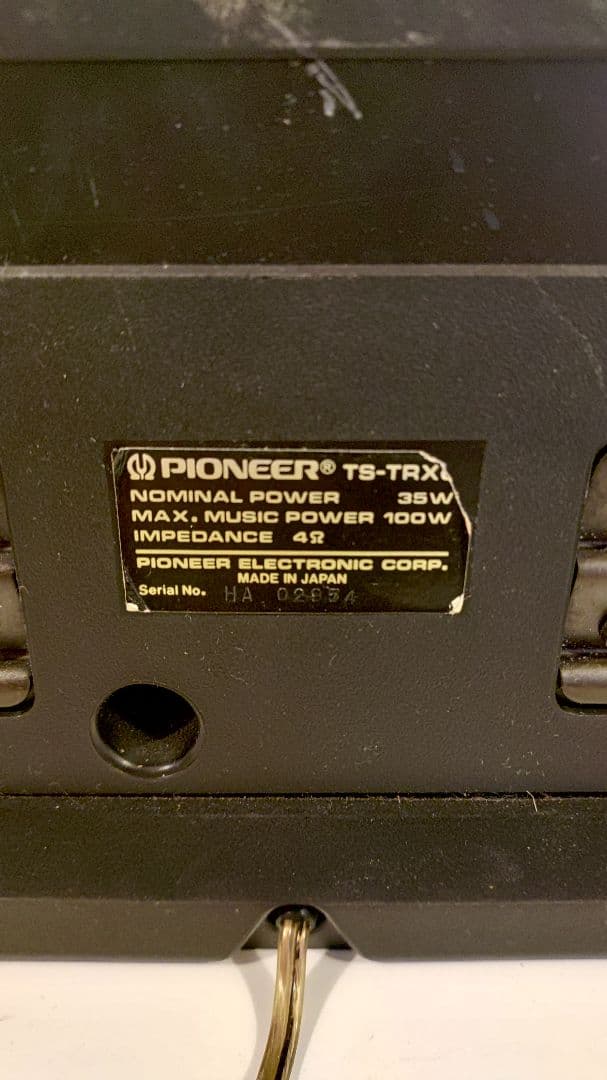 PIONEER® TS-TRX
NOMINAL POWER 35W
MAX. MUSIC POWER 100W
IMPEDANCE 4Ω
PIONEER ELECTRONIC CORP.
MADE IN JAPAN
Serial No. HA